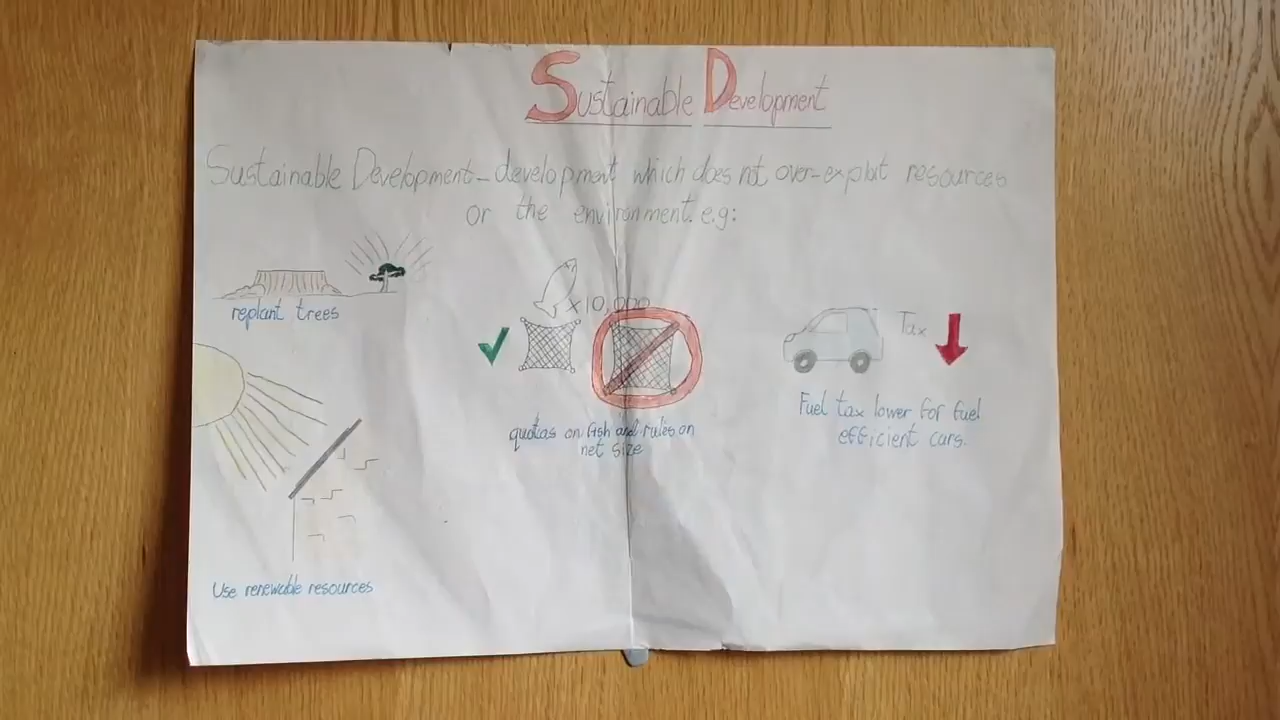 Sustainable Development
Sustainable Development - development which does not over-exploit resources
or the environment. e.g:
replant trees
x10,000
quotas on fish and rules on
net size
Tax
Fuel tax lower for fuel
efficient cars.
Use renewable resources